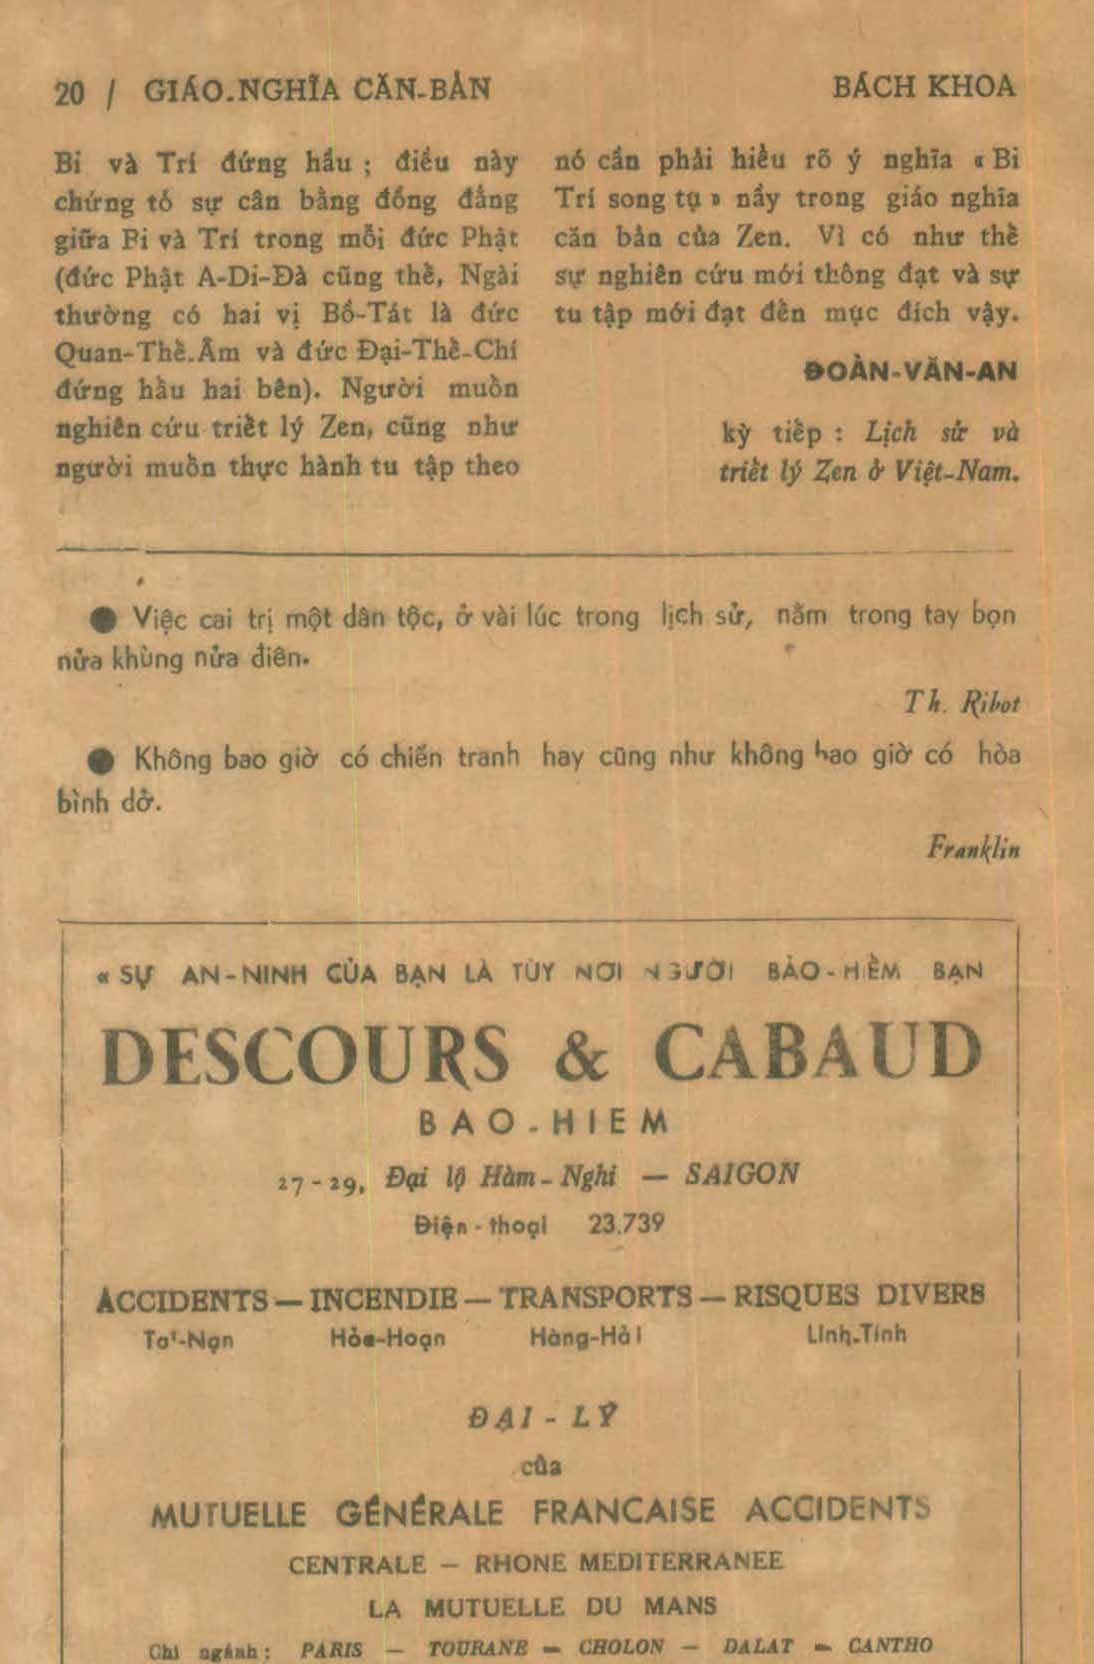 20 / GIÁO-NGHĨA CĂN-BẢN
BÁCH KHOA
Bi và Trí đứng hầu ; điều này
chứng tỏ sự cân bằng đồng đẳng
giữa Bi và Trí trong mỗi đức Phật
(đức Phật A-Di-Đà cũng thế, Ngài
thường có hai vị Bồ-Tát là đức
Quan-Thế-Âm và đức Đại-Thế-Chí
đứng hầu hai bên). Người muốn
nghiên cứu triết lý Zen, cũng như
người muốn thực hành tu tập theo
nó cần phải hiểu rõ ý nghĩa « Bi
Trí song tụ » nầy trong giáo nghĩa
căn bản của Zen. Vì có như thế
sự nghiên cứu mới thông đạt và sự
tu tập mới đạt đến mục đích vậy.
ĐOÀN-VĂN-AN
kỳ tiếp : Lịch sử và
triết lý Zen ở Việt-Nam.
● Việc cai trị một dân tộc, ở vài lúc trong lịch sử, nằm trong tay bọn
nửa khùng nửa điên.
Th. Ribot
● Không bao giờ có chiến tranh hay cũng như không bao giờ có hòa
bình dở.
Franklin
« SỰ AN-NINH CỦA BẠN LÀ TÙY NƠI NGƯỜI BẢO-HIỂM BẠN
DESCOURS & CABAUD
BAO-HIEM
27-29, Đại lộ Hàm-Nghi — SAIGON
Điện-thoại 23.739
ACCIDENTS — INCENDIE — TRANSPORTS — RISQUES DIVERS
Tai-Nạn Hỏa-Hoạn Hàng-Hải Linh-Tinh
ĐẠI-LÝ
của
MUTUELLE GÉNÉRALE FRANCAISE ACCIDENTS
CENTRALE — RHONE MEDITERRANEE
LA MUTUELLE DU MANS
Chi ngánh : PARIS — TOURANE — CHOLON — DALAT — CANTHO